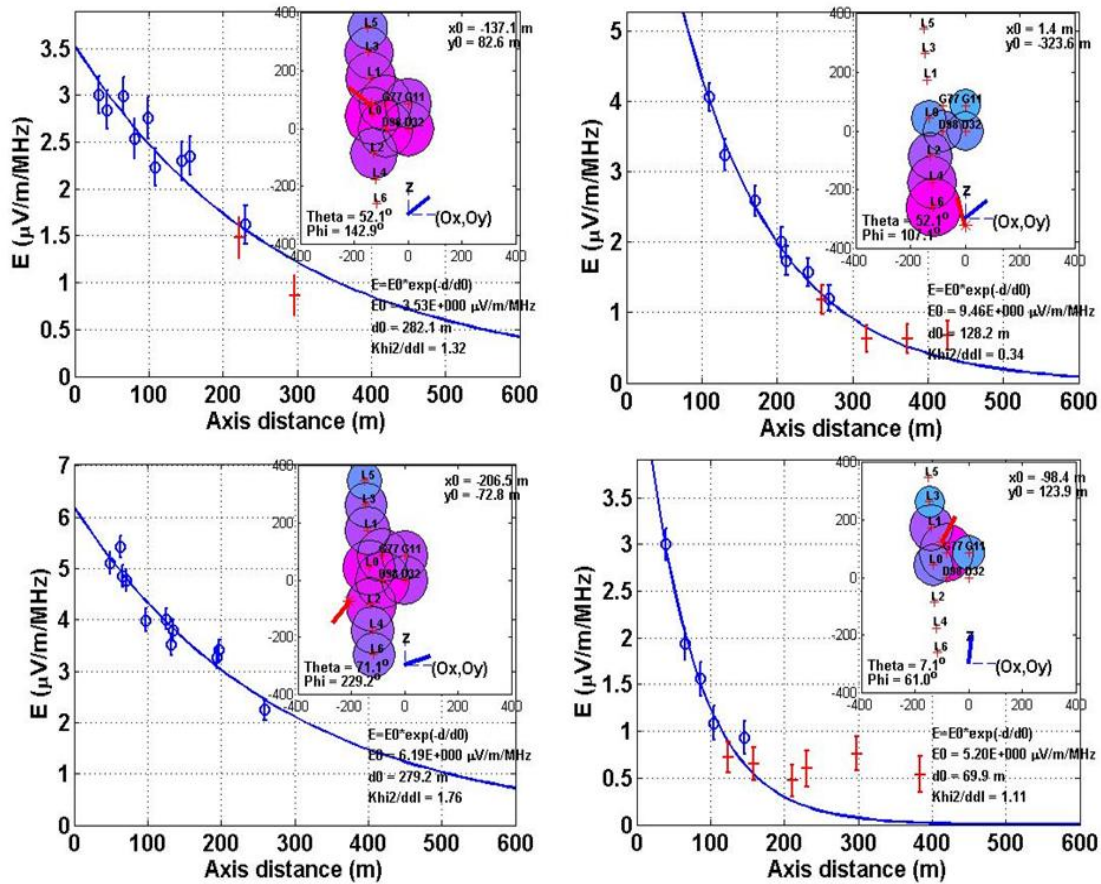 3.5
3
2.5
2
1.5
1
0.5
0
0 100 200 300 400 500 600
E (µV/m/MHz)
Axis distance (m)
400
200
0
-200
-400
-400 -200 0 200 400
x0 = -137.1 m
y0 = 82.6 m
L5
L3
L1
G77 G11
L0
D98 D32
L2
L4
L6
Z
(Ox,Oy)
Theta = 52.1°
Phi = 142.9°
E=E0*exp(-d/d0)
E0 = 3.53E+000 µV/m/MHz
d0 = 282.1 m
Khi2/ddl = 1.32
5
4
3
2
1
0
0 100 200 300 400 500 600
E (µV/m/MHz)
Axis distance (m)
400
200
0
-200
-400
-400 -200 0 200 400
x0 = 1.4 m
y0 = -323.6 m
L5
L3
L1
G77 G11
L0
D98 D32
L2
L4
L6
Z
(Ox,Oy)
Theta = 52.1°
Phi = 107.1°
E=E0*exp(-d/d0)
E0 = 9.46E+000 µV/m/MHz
d0 = 128.2 m
Khi2/ddl = 0.34
7
6
5
4
3
2
1
0
0 100 200 300 400 500 600
E (µV/m/MHz)
Axis distance (m)
400
200
0
-200
-400
-400 -200 0 200 400
x0 = -206.5 m
y0 = -72.8 m
L5
L3
L1
G77 G11
L0
D98 D32
L2
L4
L6
Z
(Ox,Oy)
Theta = 71.1°
Phi = 229.2°
E=E0*exp(-d/d0)
E0 = 6.19E+000 µV/m/MHz
d0 = 279.2 m
Khi2/ddl = 1.76
3.5
3
2.5
2
1.5
1
0.5
0
0 100 200 300 400 500 600
E (µV/m/MHz)
Axis distance (m)
400
200
0
-200
-400
-400 -200 0 200 400
x0 = -98.4 m
y0 = 123.9 m
L5
L3
L1
G77 G11
L0
D98 D32
L2
L4
L6
Z
(Ox,Oy)
Theta = 7.1°
Phi = 61.0°
E=E0*exp(-d/d0)
E0 = 5.20E+000 µV/m/MHz
d0 = 69.9 m
Khi2/ddl = 1.11